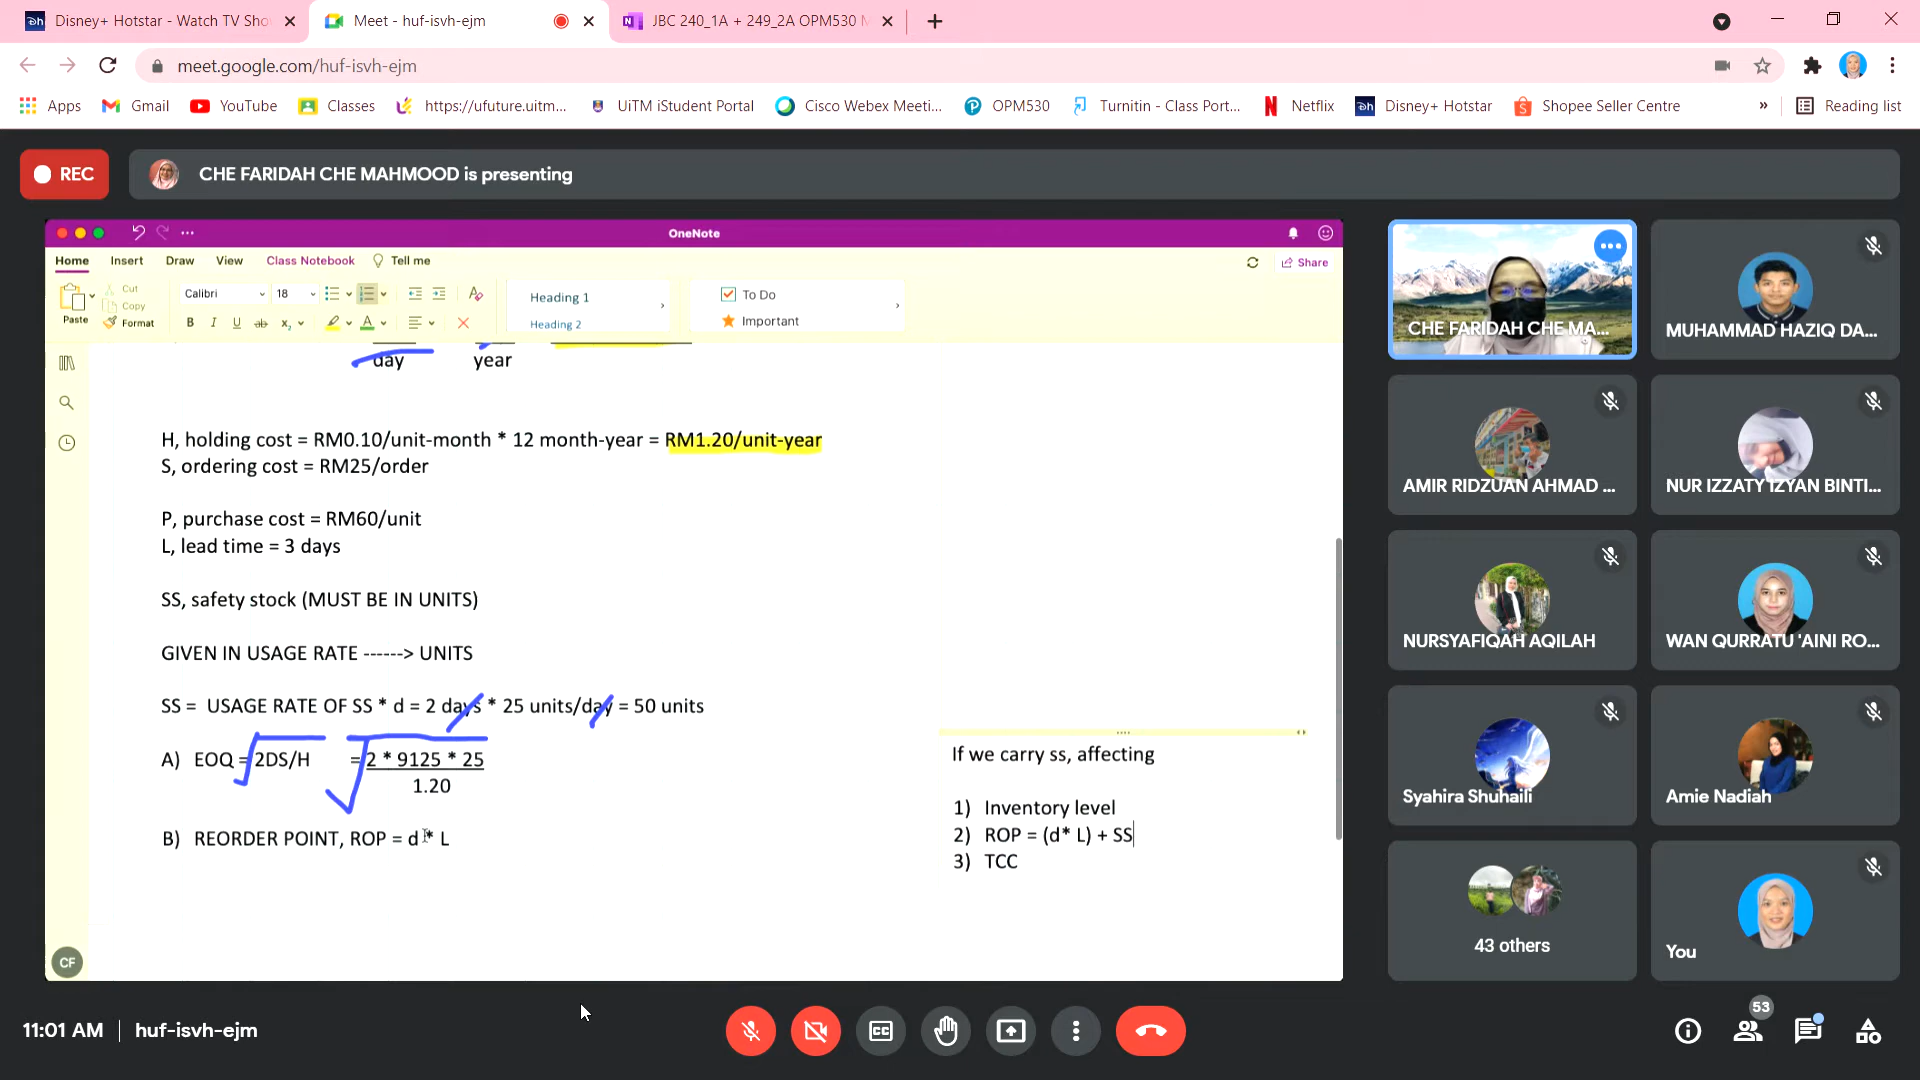 Disney+ Hotstar - Watch TV Sho
Meet - huf-isvh-ejm
JBC 240_1A + 249_2A OPM530 M
meet.google.com/huf-isvh-ejm
Apps
Gmail
YouTube
Classes
https://ufuture.uitm...
UiTM iStudent Portal
Cisco Webex Meeti...
OPM530
Turnitin - Class Port...
Netflix
Disney+ Hotstar
Shopee Seller Centre
»
Reading list
REC
CHE FARIDAH CHE MAHMOOD is presenting
OneNote
Home Insert Draw View Class Notebook Tell me
Share
Paste
Cut
Copy
Format
Calibri 18
B I U ab x₂ A
Heading 1
Heading 2
To Do
Important
day year
H, holding cost = RM0.10/unit-month * 12 month-year = RM1.20/unit-year
S, ordering cost = RM25/order
P, purchase cost = RM60/unit
L, lead time = 3 days
SS, safety stock (MUST BE IN UNITS)
GIVEN IN USAGE RATE ------> UNITS
SS = USAGE RATE OF SS * d = 2 days * 25 units/day = 50 units
A) EOQ = √2DS/H = √2 * 9125 * 25
1.20
B) REORDER POINT, ROP = d * L
If we carry ss, affecting
1) Inventory level
2) ROP = (d* L) + SS
3) TCC
CF
CHE FARIDAH CHE MA...
MUHAMMAD HAZIQ DA...
AMIR RIDZUAN AHMAD ...
NUR IZZATY IZYAN BINTI...
NURSYAFIQAH AQILAH
WAN QURRATU 'AINI RO...
Syahira Shuhaili
Amie Nadiah
43 others
You
11:01 AM | huf-isvh-ejm
CC
53